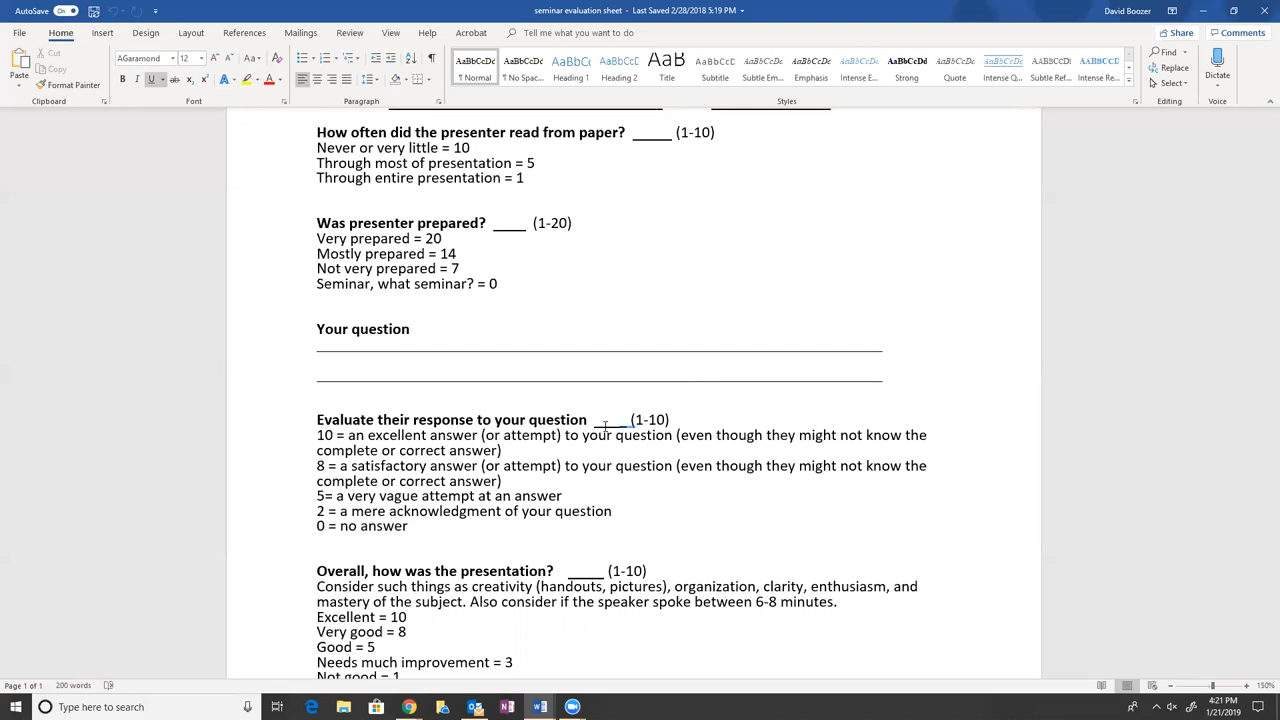 AutoSave On
seminar evaluation sheet - Last Saved 2/28/2018 5:19 PM
David Boozer
File Home Insert Design Layout References Mailings Review View Help Acrobat Tell me what you want to do Share Comments
Paste Cut Copy Format Painter
AGaramond 12
AaBbCcDc AaBbCcDc AaBbC( AaBbCcC AaB AaBbCcD AaBbCcDc AaBbCcDc AaBbCcDc AaBbCcDc AaBbCcDc AaBbCcDc AABBCCDC AABBCCDC
¶ Normal ¶ No Spac... Heading 1 Heading 2 Title Subtitle Subtle Em... Emphasis Intense E... Strong Quote Intense Q... Subtle Ref... Intense Re...
Find Replace Select Dictate
Clipboard Font Paragraph Styles Editing Voice
How often did the presenter read from paper? _____ (1-10)
Never or very little = 10
Through most of presentation = 5
Through entire presentation = 1
Was presenter prepared? ____ (1-20)
Very prepared = 20
Mostly prepared = 14
Not very prepared = 7
Seminar, what seminar? = 0
Your question
Evaluate their response to your question _____ (1-10)
10 = an excellent answer (or attempt) to your question (even though they might not know the
complete or correct answer)
8 = a satisfactory answer (or attempt) to your question (even though they might not know the
complete or correct answer)
5= a very vague attempt at an answer
2 = a mere acknowledgment of your question
0 = no answer
Overall, how was the presentation? _____ (1-10)
Consider such things as creativity (handouts, pictures), organization, clarity, enthusiasm, and
mastery of the subject. Also consider if the speaker spoke between 6-8 minutes.
Excellent = 10
Very good = 8
Good = 5
Needs much improvement = 3
Not good = 1
Page 1 of 1 200 words 150%
Type here to search
4:21 PM
1/21/2019